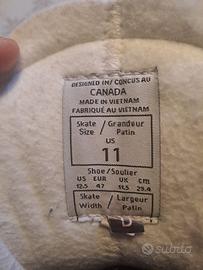 DESIGNED IN/CONÇUS AU
CANADA
MADE IN VIETNAM
FABRIQUÉ AU VIETNAM
Skate / Grandeur
Size / Patin
US
11
Shoe/Soulier
US EUR UK CM
12.5 47 11.5 29.4
Skate / Largeur
Width / Patin
D
subito